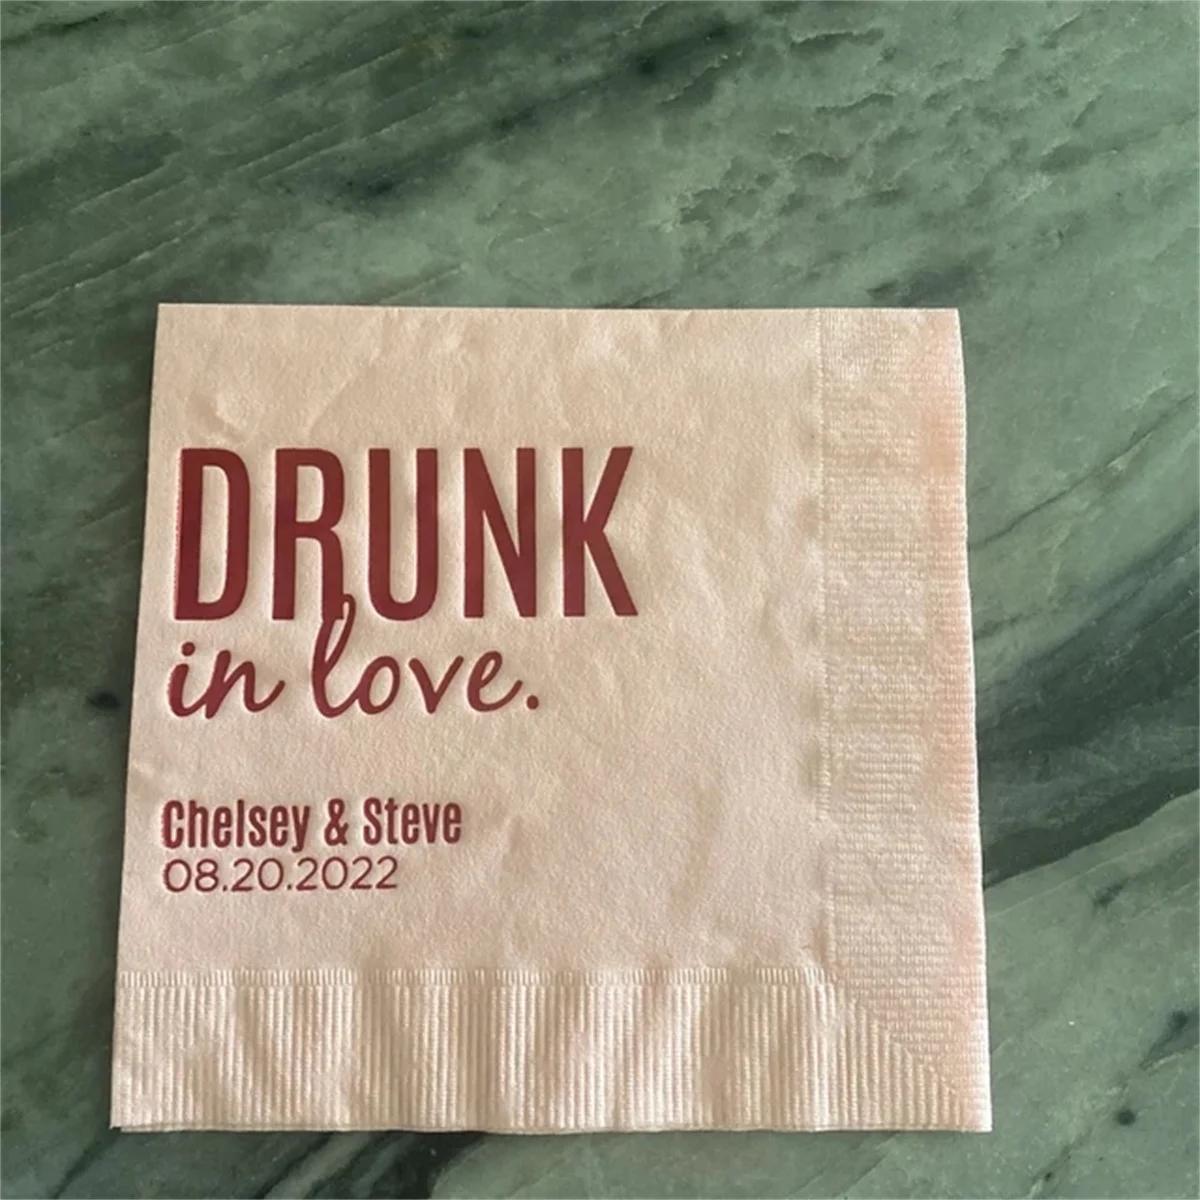 DRUNK
in love.
Chelsey & Steve
08.20.2022